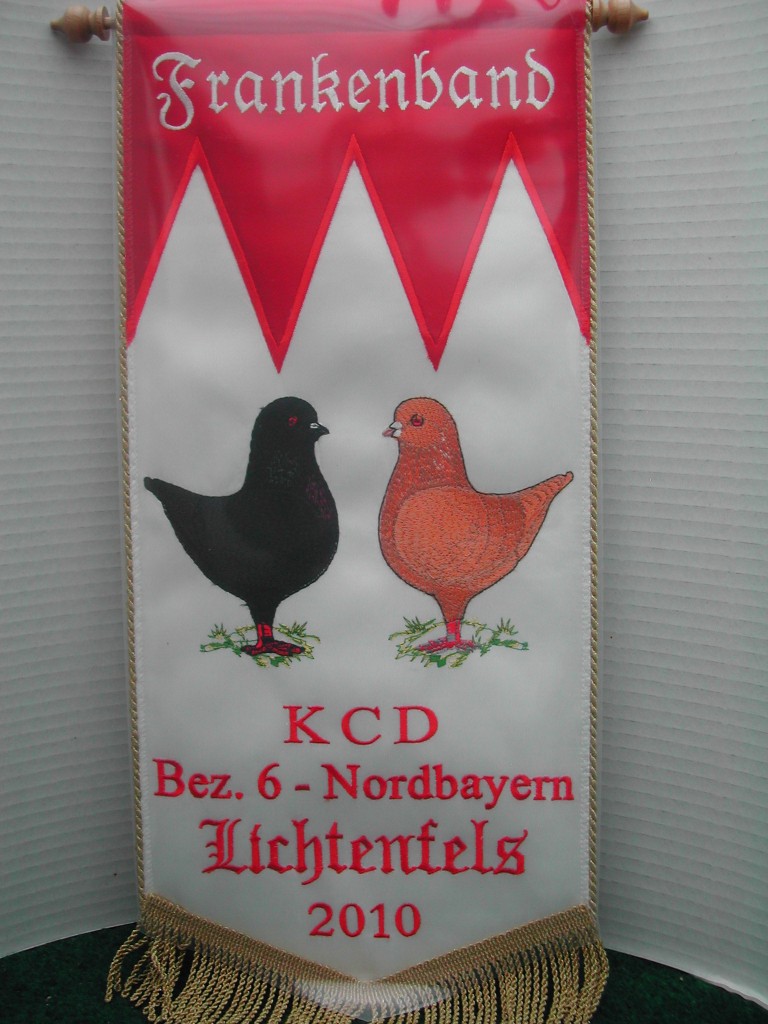 Frankenband
KCD
Bez. 6 - Nordbayern
Lichtenfels
2010